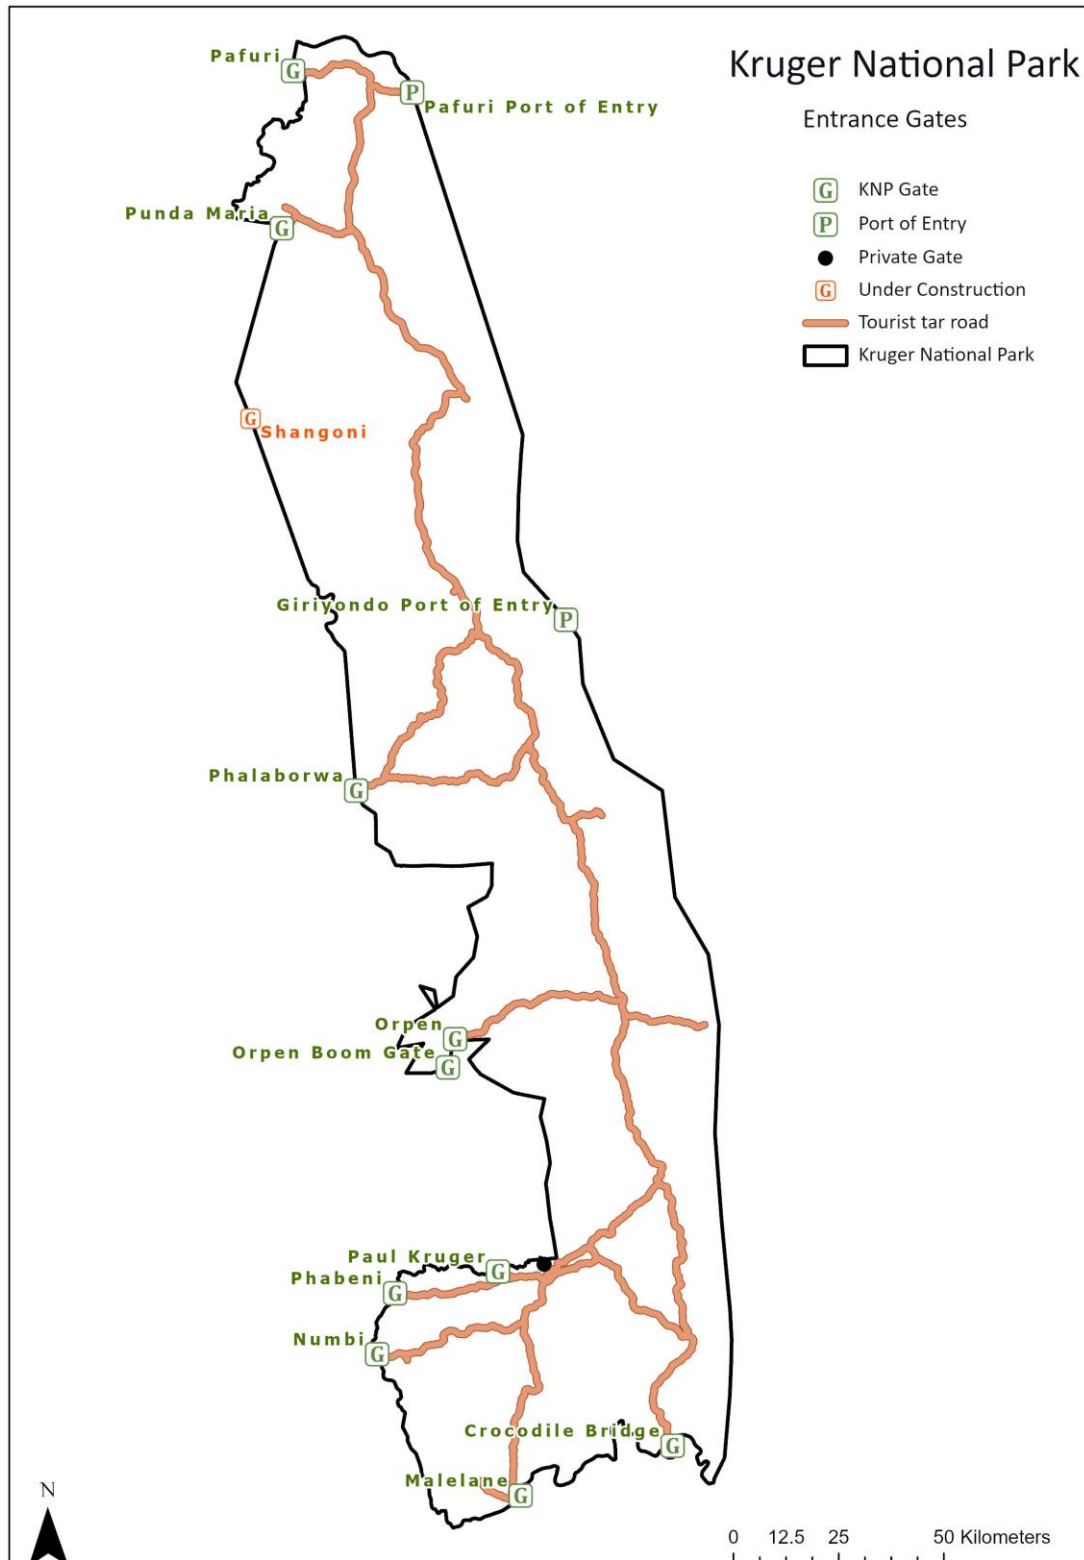 Kruger National Park
Entrance Gates
G KNP Gate
P Port of Entry
Private Gate
G Under Construction
Tourist tar road
Kruger National Park
Pafuri
G
P
Pafuri Port of Entry
Punda Maria
G
G
Shangoni
Giriyondo Port of Entry
P
Phalaborwa
G
Orpen
G
Orpen Boom Gate
G
Paul Kruger
G
Phabeni
G
Numbi
G
Crocodile Bridge
G
Malelane
G
N
0 12.5 25 50 Kilometers